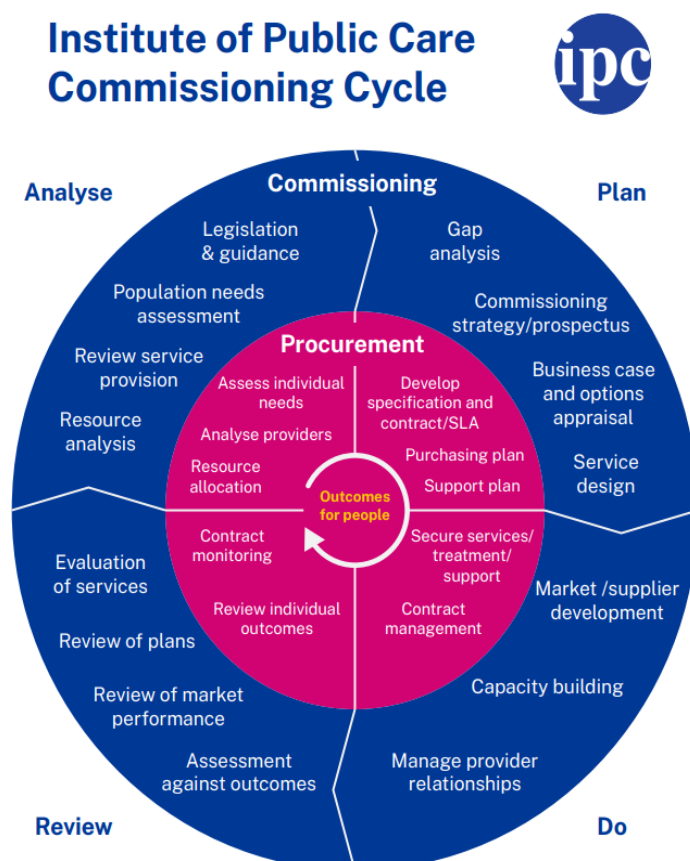 Institute of Public Care
Commissioning Cycle
ipc
Analyse
Commissioning
Plan
Legislation
& guidance
Population needs
assessment
Review service
provision
Resource
analysis
Gap
analysis
Commissioning
strategy/prospectus
Business case
and options
appraisal
Service
design
Procurement
Assess individual
needs
Analyse providers
Resource
allocation
Develop
specification and
contract/SLA
Purchasing plan
Support plan
Outcomes
for people
Contract
monitoring
Review individual
outcomes
Secure services/
treatment/
support
Contract
management
Evaluation
of services
Review of plans
Review of market
performance
Assessment
against outcomes
Market /supplier
development
Capacity building
Manage provider
relationships
Review
Do